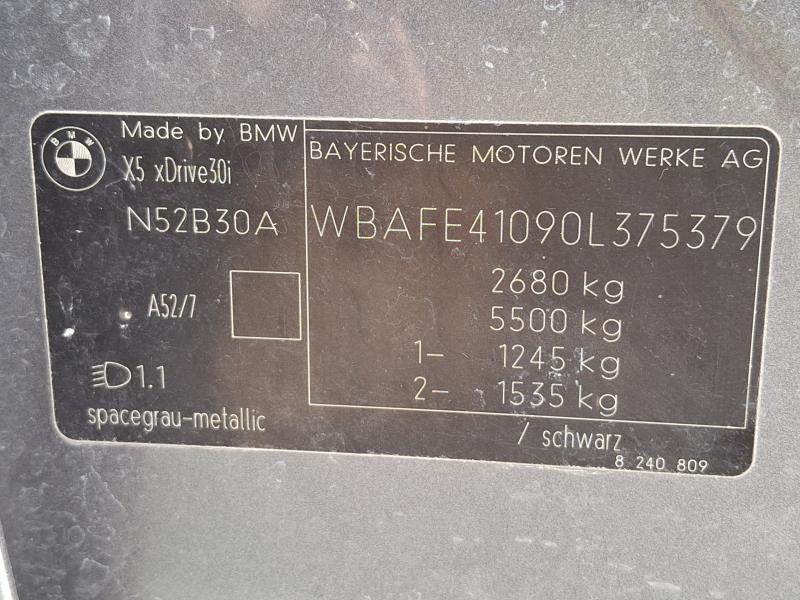 BMW
Made by BMW
X5 xDrive30i
N52B30A
A52/7
1.1
spacegrau-metallic
BAYERISCHE MOTOREN WERKE AG
WBAFE41090L375379
2680 kg
5500 kg
1- 1245 kg
2- 1535 kg
/ schwarz
8 240 809